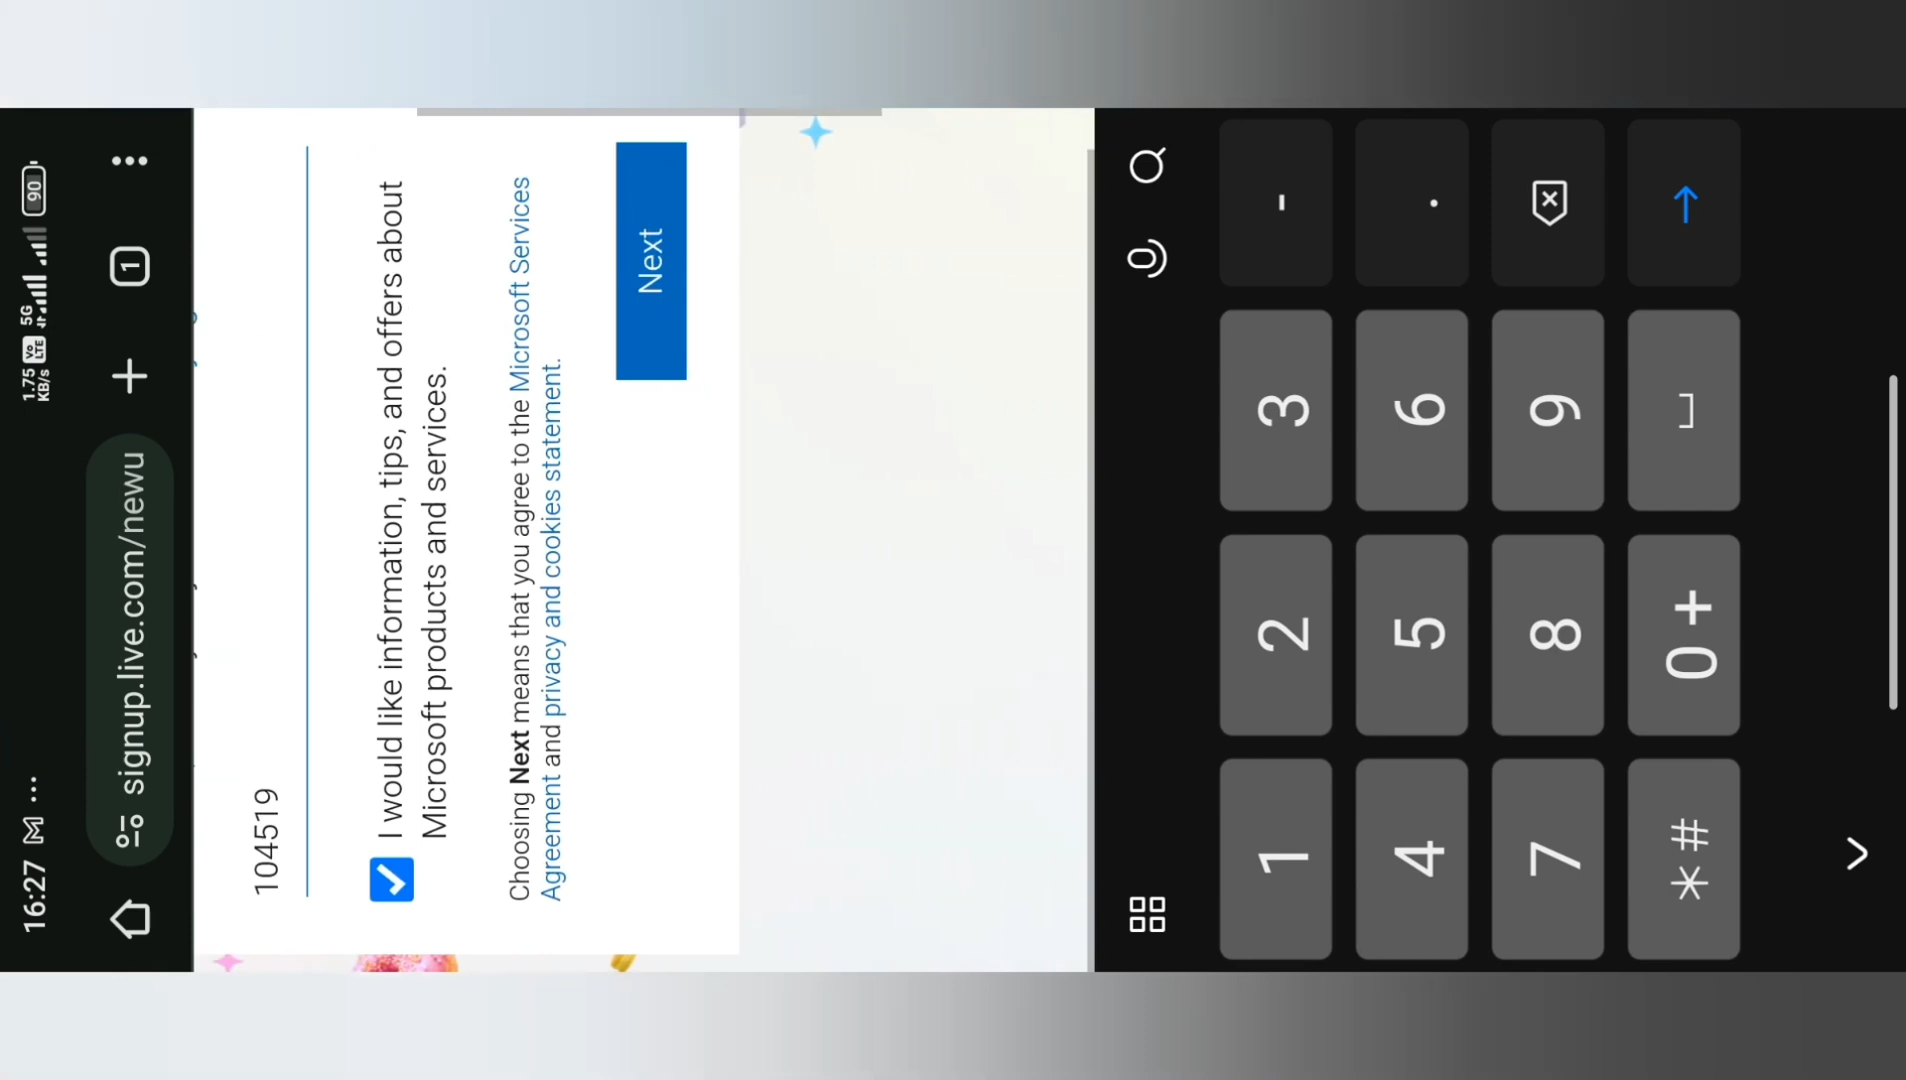 16:27 M ... 1.75 KB/s Vo LTE 5G 90
signup.live.com/newu 1
104519
I would like information, tips, and offers about
Microsoft products and services.
Choosing Next means that you agree to the Microsoft Services
Agreement and privacy and cookies statement.
Next
1 2 3 -
4 5 6 .
7 8 9
*# 0 +